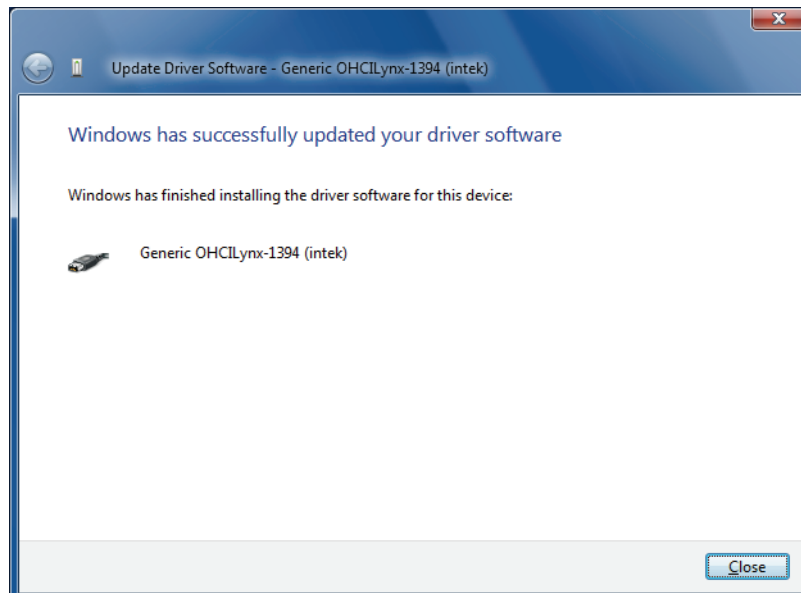 Update Driver Software - Generic OHCILynx-1394 (intek)
Windows has successfully updated your driver software
Windows has finished installing the driver software for this device:
Generic OHCILynx-1394 (intek)
Close